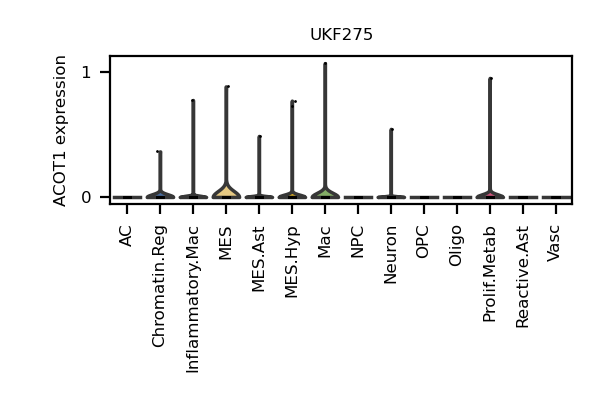 UKF275
ACOT1 expression
1
0
AC
Chromatin.Reg
Inflammatory.Mac
MES
MES.Ast
MES.Hyp
Mac
NPC
Neuron
OPC
Oligo
Prolif.Metab
Reactive.Ast
Vasc